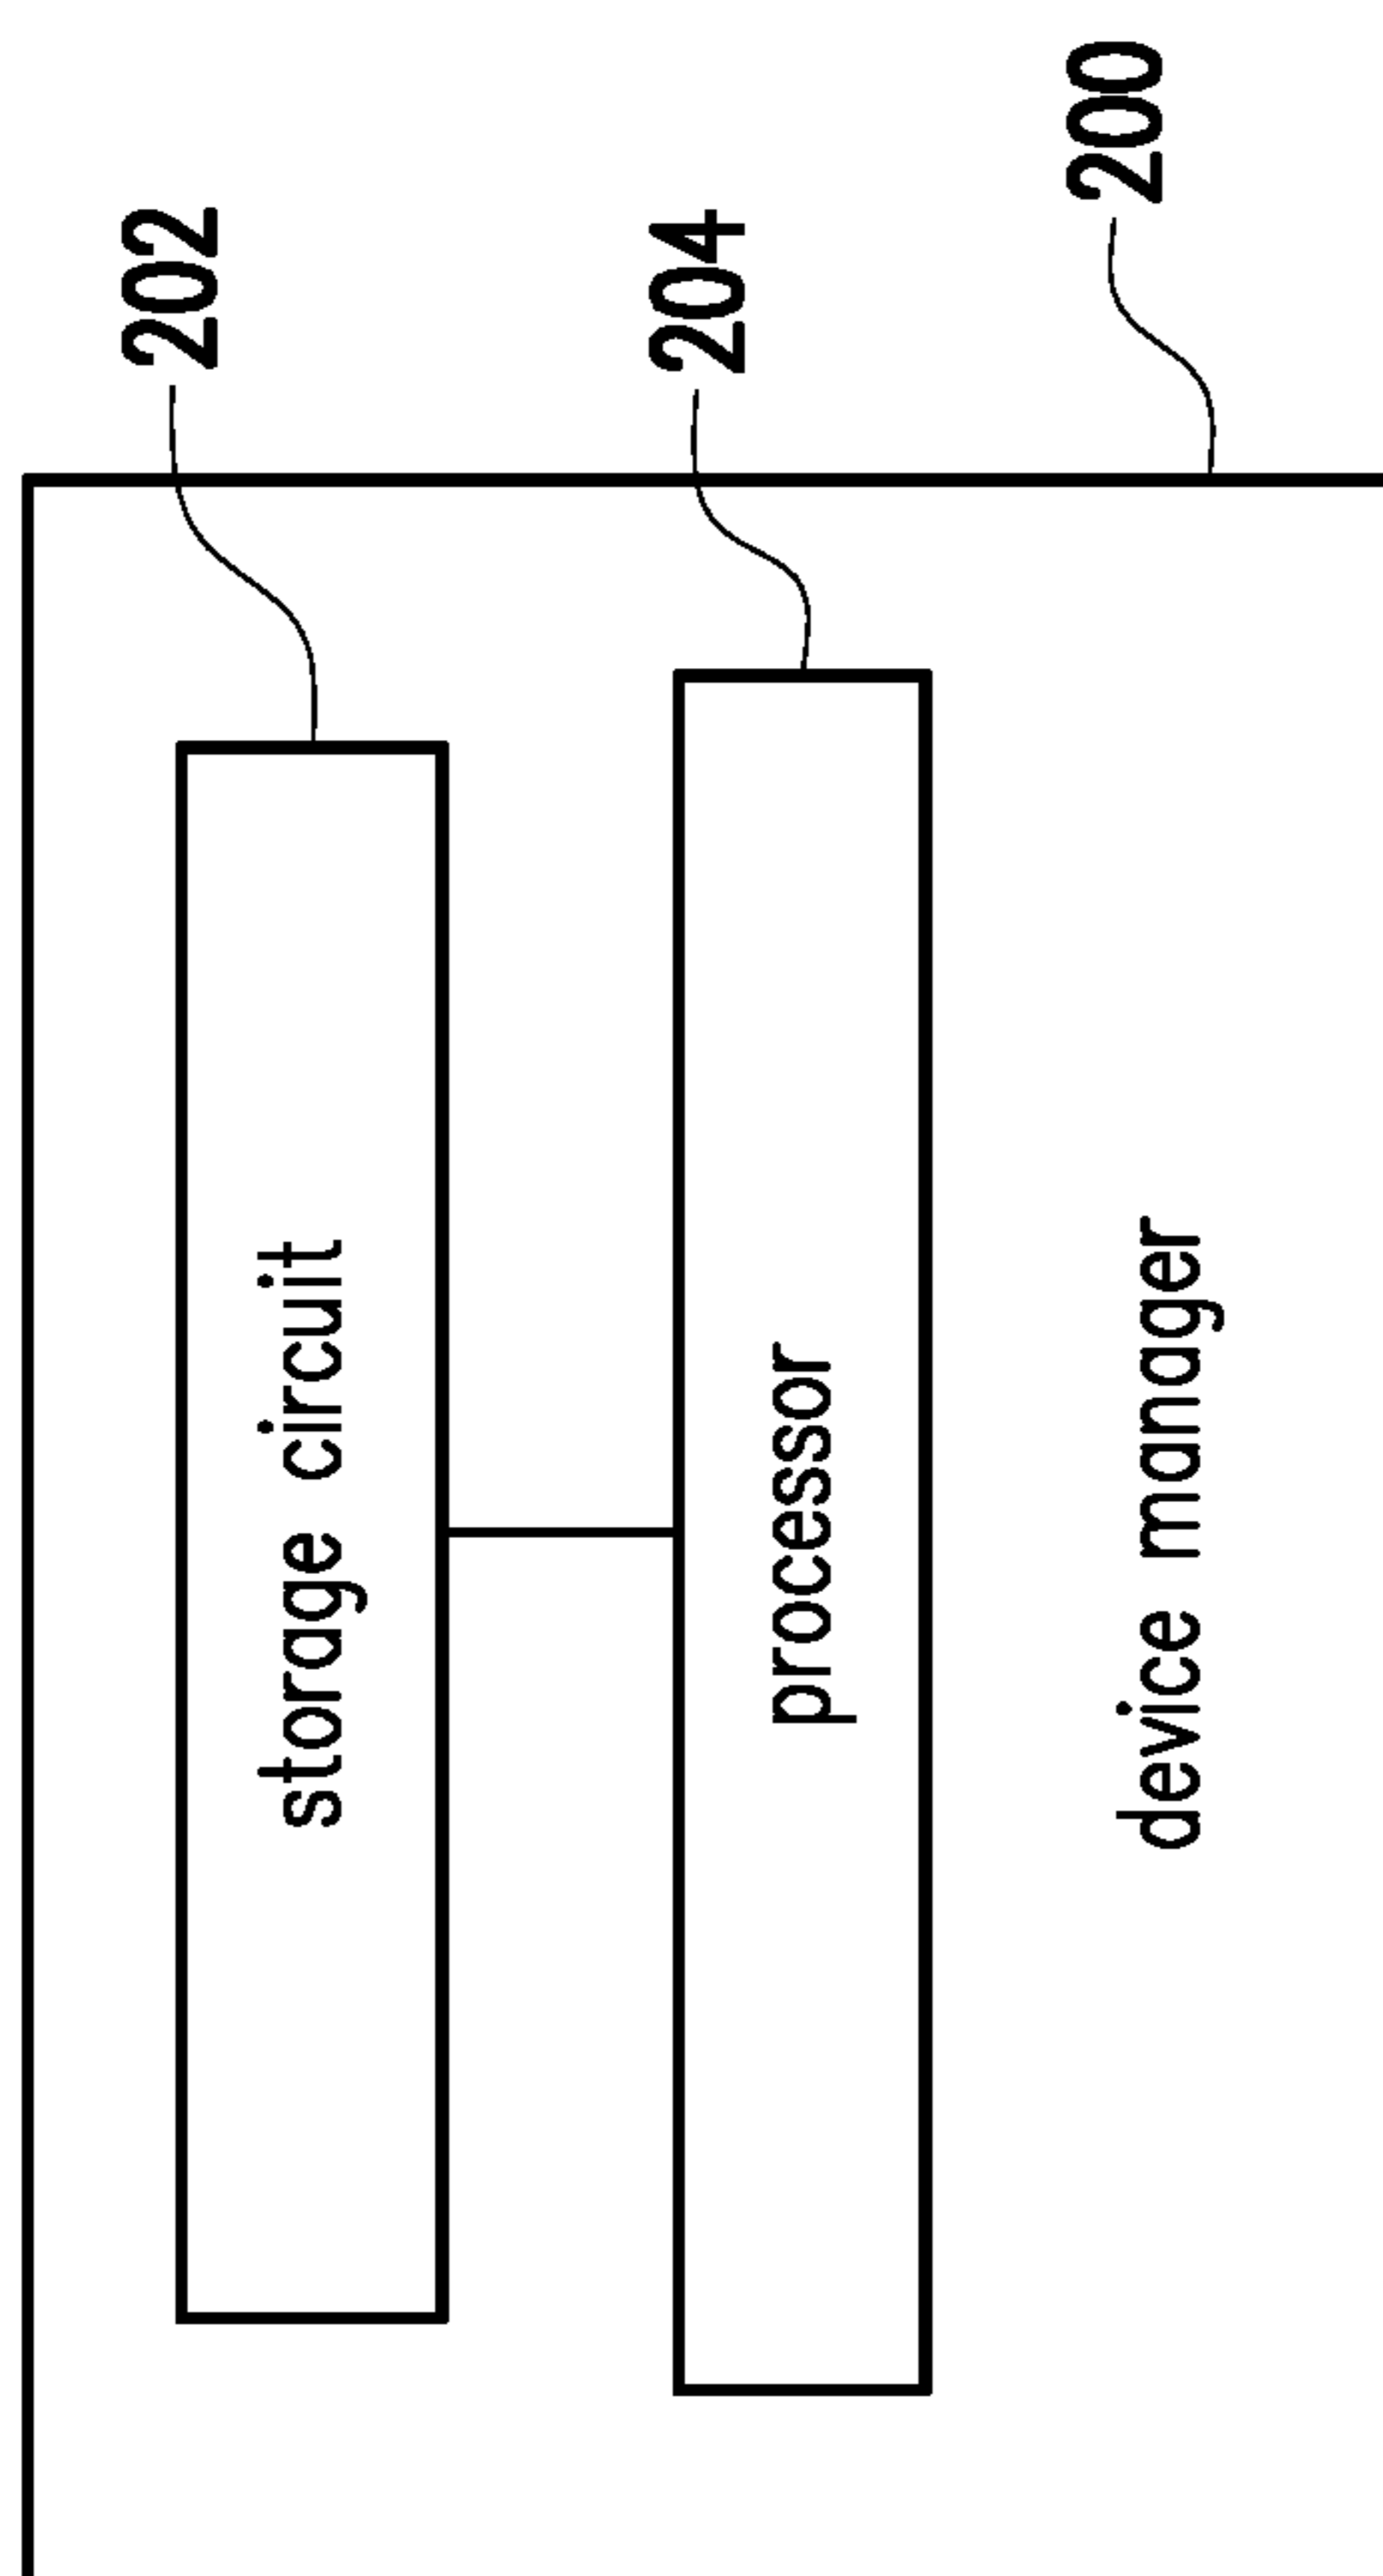 202
storage circuit
204
processor
200
device manager